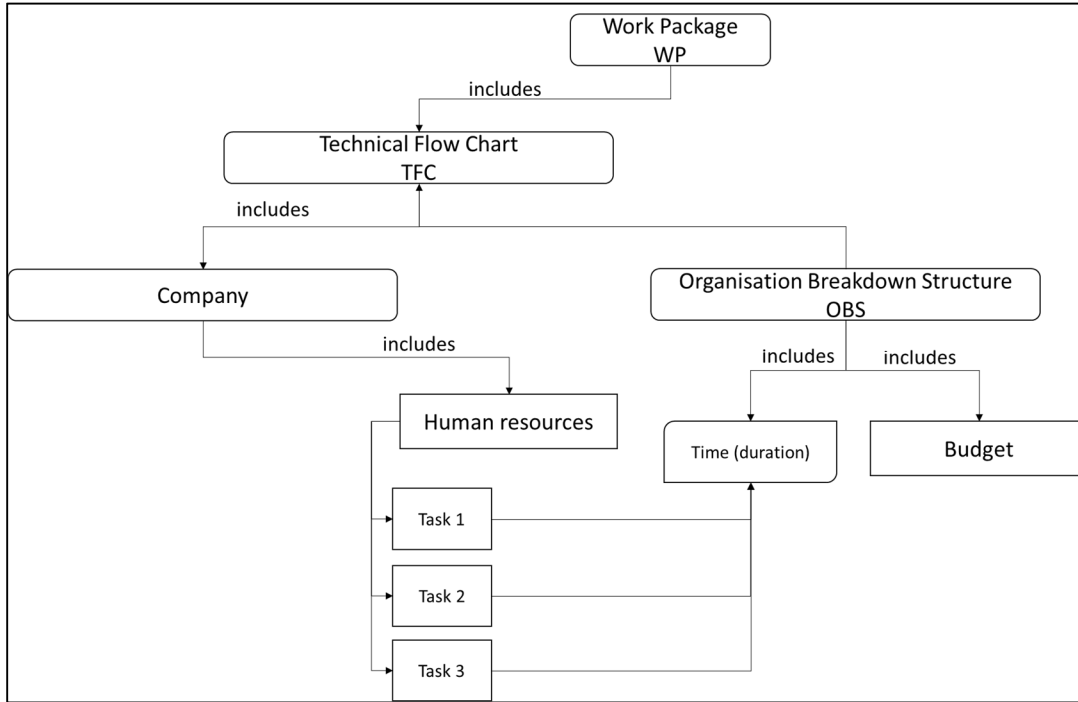 Work Package
WP
includes
Technical Flow Chart
TFC
includes
Company
Organisation Breakdown Structure
OBS
includes
includes
includes
Human resources
Time (duration)
Budget
Task 1
Task 2
Task 3